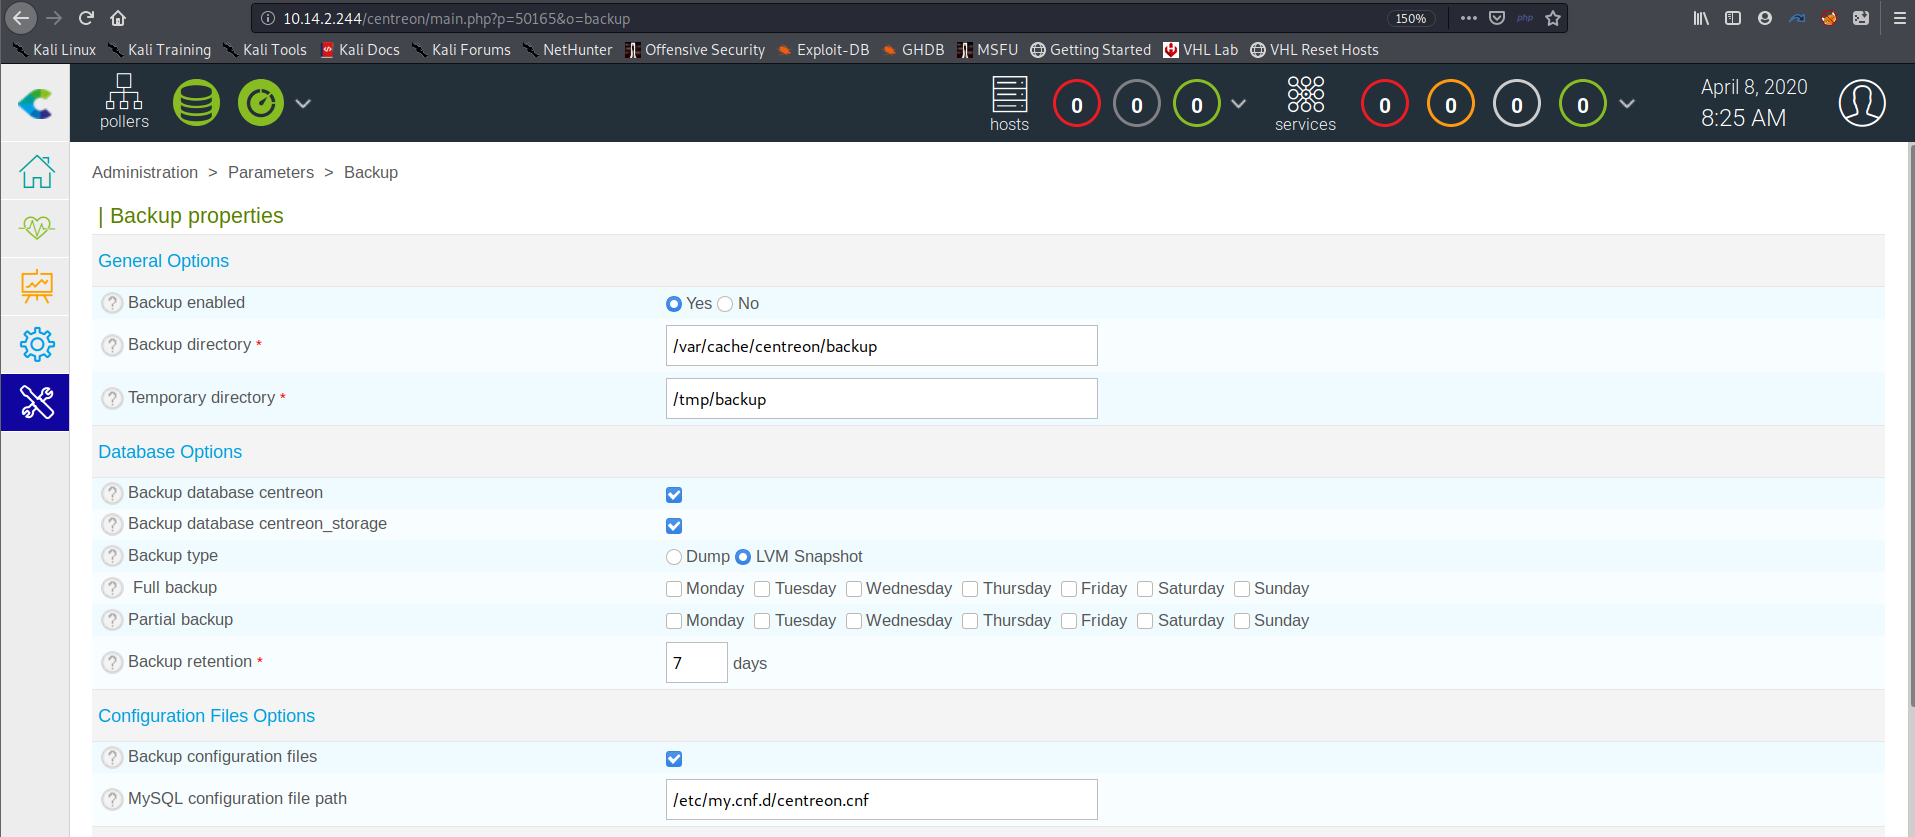 10.14.2.244/centreon/main.php?p=50165&o=backup 150% php
Kali Linux Kali Training Kali Tools Kali Docs Kali Forums NetHunter Offensive Security Exploit-DB GHDB MSFU Getting Started VHL Lab VHL Reset Hosts
pollers hosts 0 0 0 services 0 0 0 0 April 8, 2020
8:25 AM
Administration > Parameters > Backup
| Backup properties
General Options
? Backup enabled Yes No
? Backup directory * /var/cache/centreon/backup
? Temporary directory * /tmp/backup
Database Options
? Backup database centreon
? Backup database centreon_storage
? Backup type Dump LVM Snapshot
? Full backup Monday Tuesday Wednesday Thursday Friday Saturday Sunday
? Partial backup Monday Tuesday Wednesday Thursday Friday Saturday Sunday
? Backup retention * 7 days
Configuration Files Options
? Backup configuration files
? MySQL configuration file path /etc/my.cnf.d/centreon.cnf